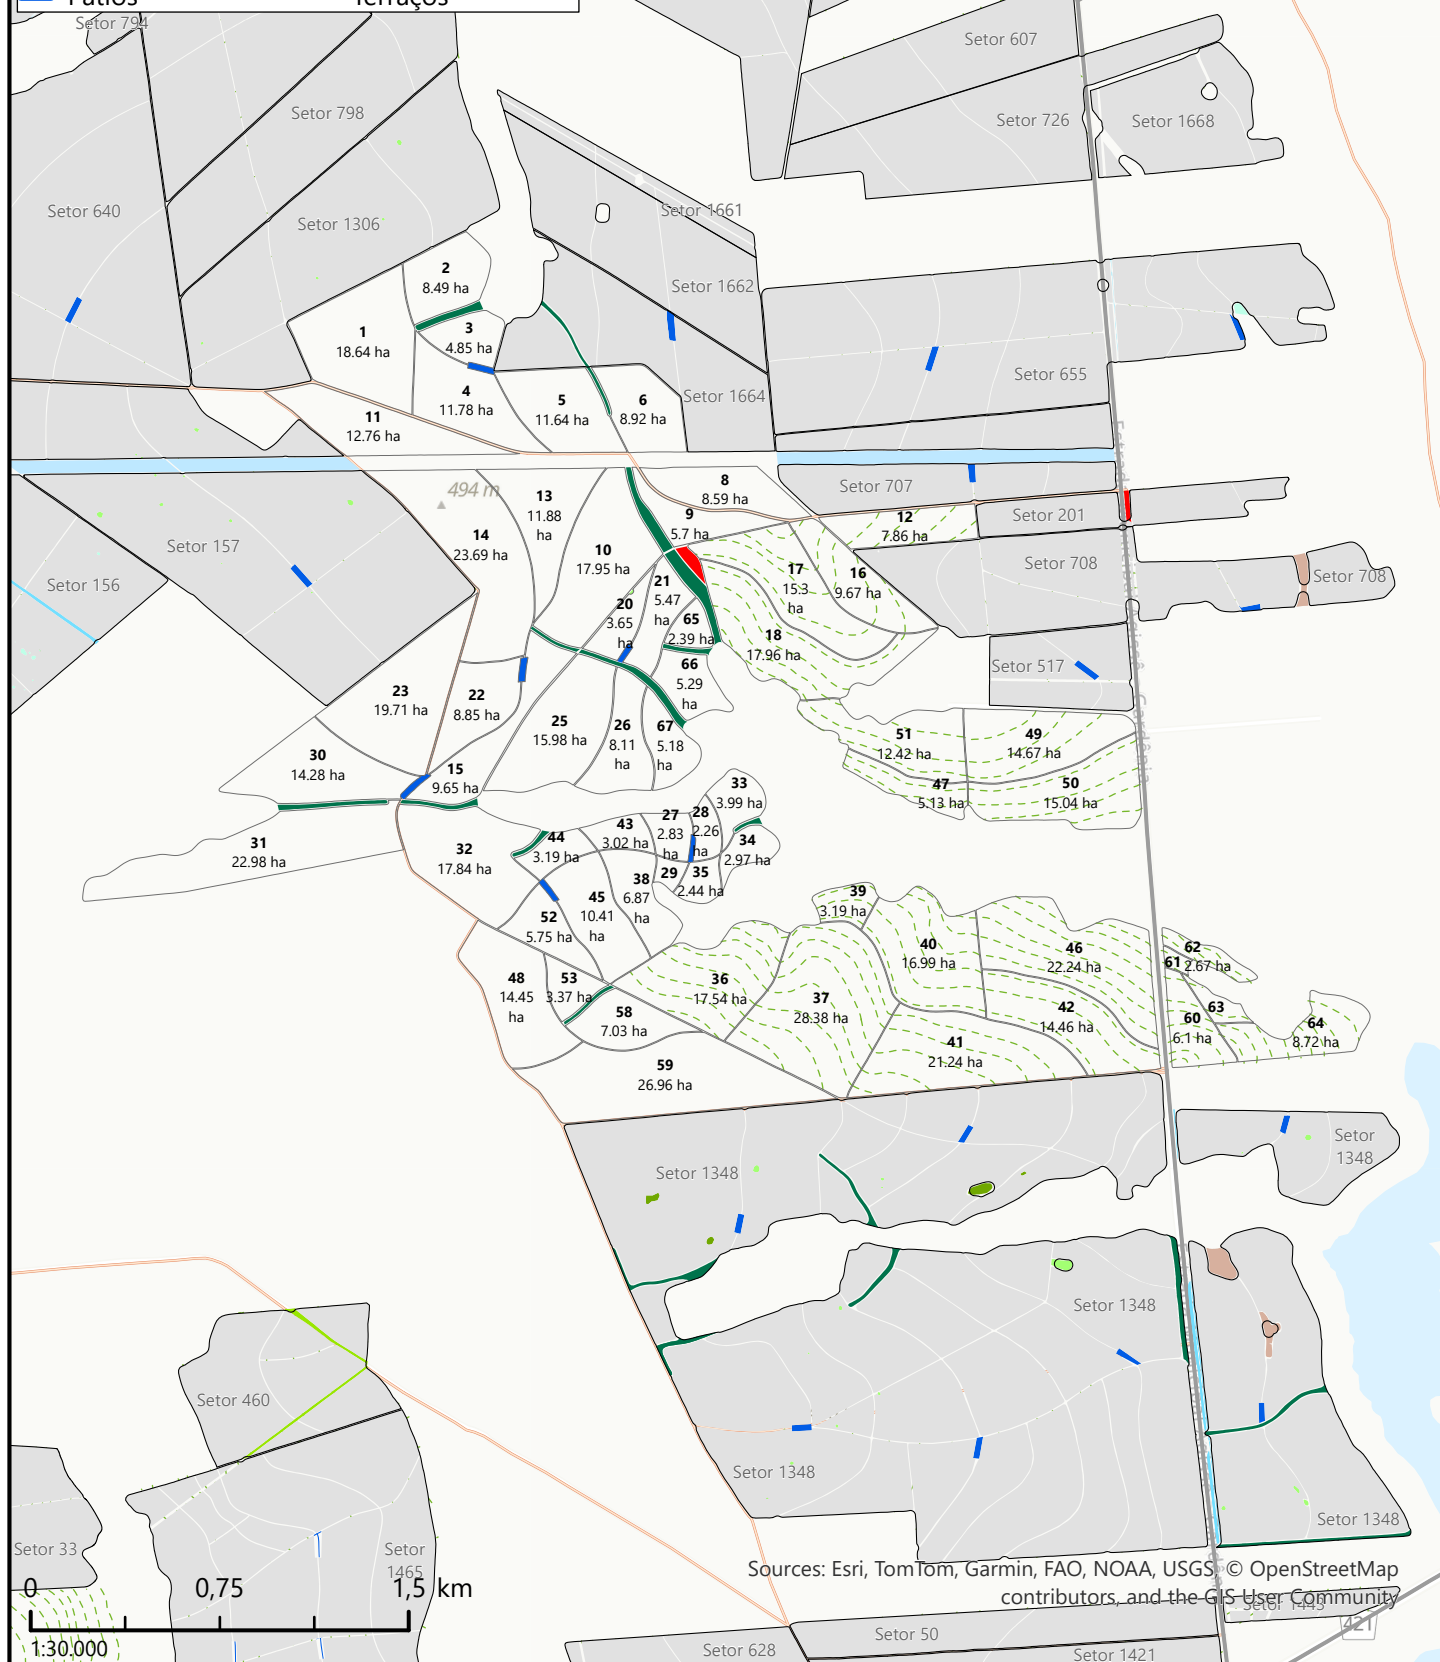 Pátios
Terraços
Setor 794
Setor 607
Setor 798
Setor 726
Setor 1668
Setor 640
Setor 1306
Setor 1661
Setor 1662
Setor 655
Setor 1664
2
8.49 ha
1
18.64 ha
3
4.85 ha
4
11.78 ha
5
11.64 ha
6
8.92 ha
11
12.76 ha
494 m
8
8.59 ha
Setor 707
13
11.88
ha
9
5.7 ha
12
7.86 ha
Setor 201
14
23.69 ha
10
17.95 ha
Setor 157
Setor 156
Setor 708
Setor 708
17
15.3
ha
16
9.67 ha
21
5.47
ha
20
3.65
ha
65
2.39 ha
18
17.96 ha
66
5.29
ha
Setor 517
23
19.71 ha
22
8.85 ha
25
15.98 ha
26
8.11
ha
67
5.18
ha
51
12.42 ha
49
14.67 ha
30
14.28 ha
15
9.65 ha
47
5.13 ha
50
15.04 ha
33
3.99 ha
27
2.83
ha
28
2.26
ha
43
3.02 ha
44
3.19 ha
34
2.97 ha
31
22.98 ha
32
17.84 ha
29
35
2.44 ha
38
6.87
ha
45
10.41
ha
52
5.75 ha
39
3.19 ha
40
16.99 ha
46
22.24 ha
62
2.67 ha
61
48
14.45
ha
53
3.37 ha
36
17.54 ha
37
28.38 ha
42
14.46 ha
63
60
6.1 ha
64
8.72 ha
58
7.03 ha
41
21.24 ha
59
26.96 ha
Setor 1348
Setor
1348
Setor 1348
Setor 460
Setor 1348
Setor 1348
Setor 33
Setor
1465
0
0,75
1,5 km
1:30.000
Sources: Esri, TomTom, Garmin, FAO, NOAA, USGS, © OpenStreetMap
contributors, and the GIS User Community
Setor 1443
421
Setor 628
Setor 50
Setor 1421